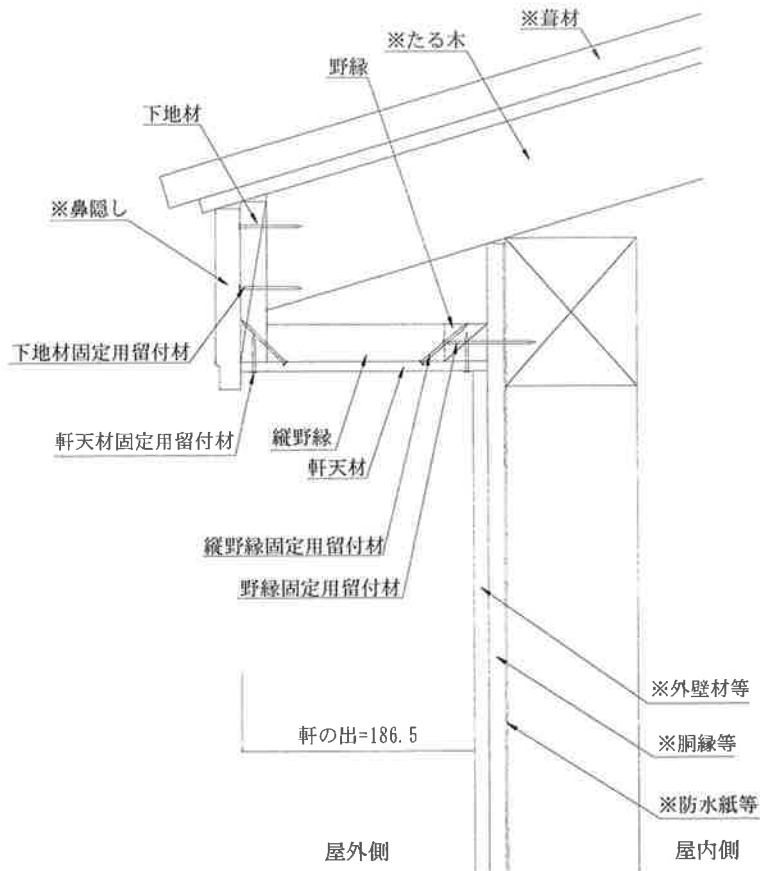 ※葺材
※たる木
野縁
下地材
※鼻隠し
下地材固定用留付材
軒天材固定用留付材
縦野縁
軒天材
縦野縁固定用留付材
野縁固定用留付材
※外壁材等
軒の出=186.5
※胴縁等
※防水紙等
屋外側
屋内側